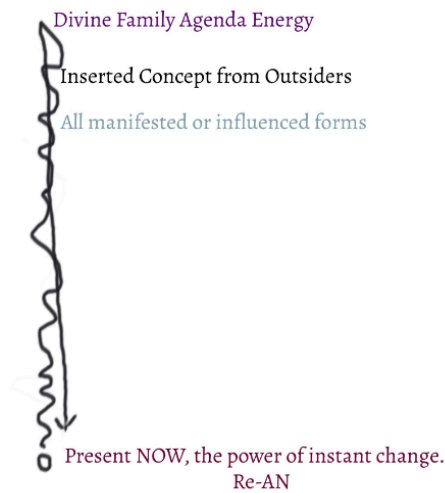 Divine Family Agenda Energy
Inserted Concept from Outsiders
All manifested or influenced forms
Present NOW, the power of instant change.
Re-AN